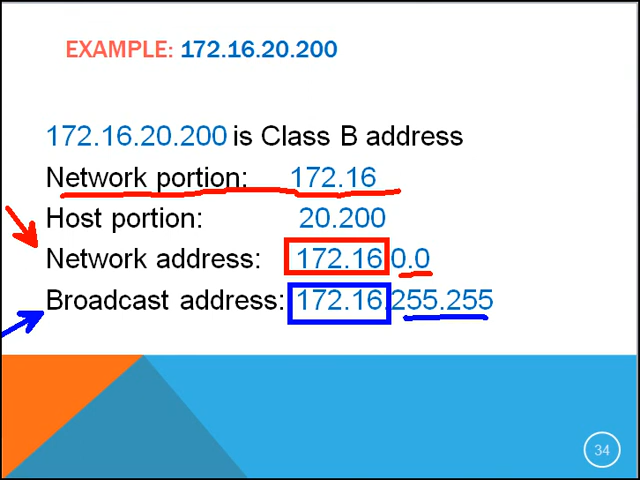 EXAMPLE: 172.16.20.200
172.16.20.200 is Class B address
Network portion: 172.16
Host portion: 20.200
Network address: 172.16.0.0
Broadcast address: 172.16.255.255
34